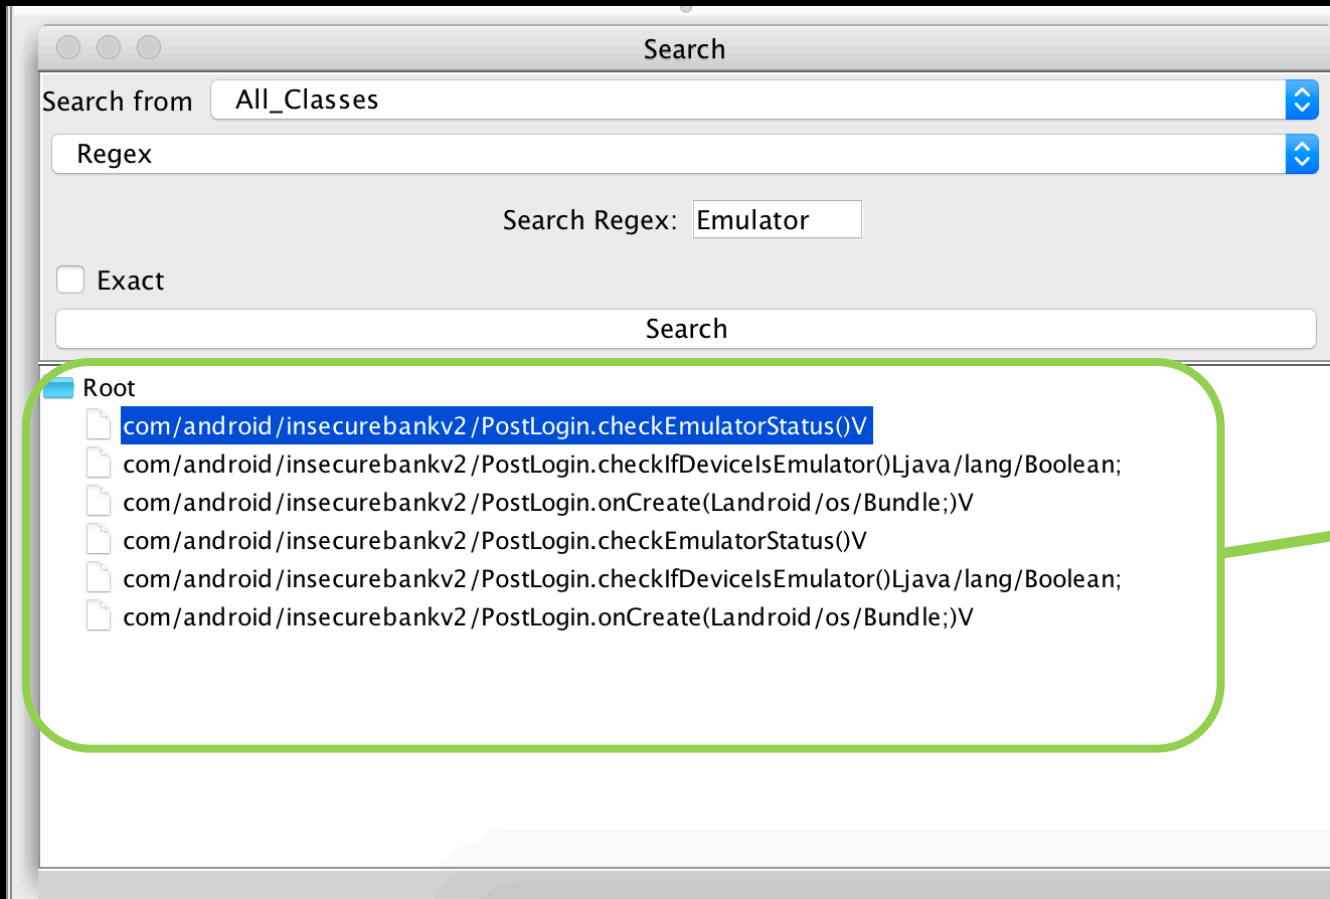 Search
Search from All_Classes
Regex
Search Regex: Emulator
Exact
Search
Root
com/android/insecurebankv2/PostLogin.checkEmulatorStatus()V
com/android/insecurebankv2/PostLogin.checkIfDeviceIsEmulator()Ljava/lang/Boolean;
com/android/insecurebankv2/PostLogin.onCreate(Landroid/os/Bundle;)V
com/android/insecurebankv2/PostLogin.checkEmulatorStatus()V
com/android/insecurebankv2/PostLogin.checkIfDeviceIsEmulator()Ljava/lang/Boolean;
com/android/insecurebankv2/PostLogin.onCreate(Landroid/os/Bundle;)V